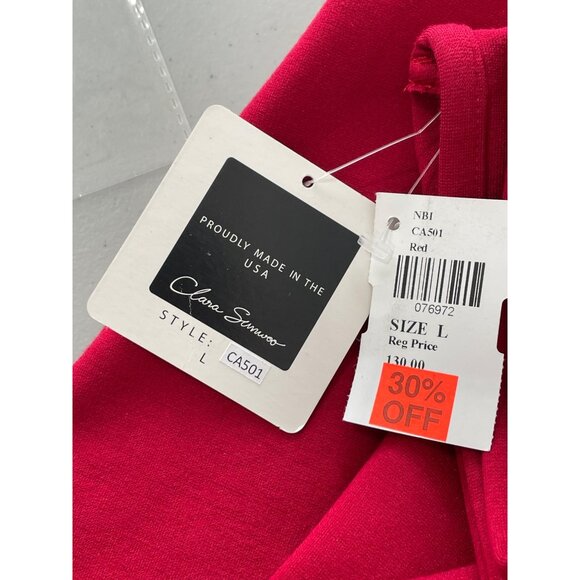 PROUDLY MADE IN THE
USA
Clara Sunwoo
STYLE: CA501
L
NBI
CA501
Red
076972
SIZE L
Reg Price
130.00
30%
OFF